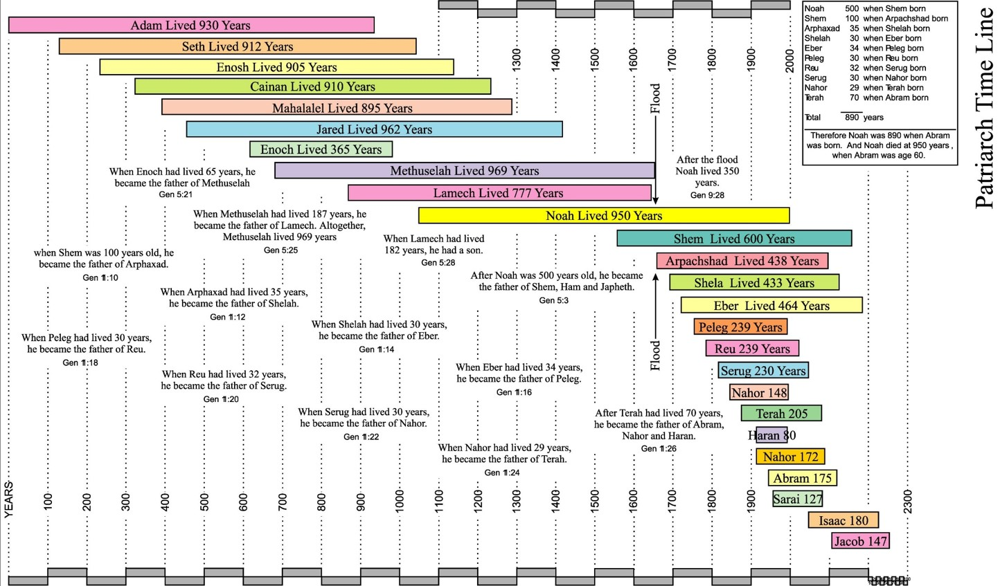 Patriarch Time Line
Adam Lived 930 Years
Seth Lived 912 Years
Enosh Lived 905 Years
Cainan Lived 910 Years
Mahalalel Lived 895 Years
Jared Lived 962 Years
Enoch Lived 365 Years
Methuselah Lived 969 Years
Lamech Lived 777 Years
Noah Lived 950 Years
Shem Lived 600 Years
Arpachshad Lived 438 Years
Shela Lived 433 Years
Eber Lived 464 Years
Peleg 239 Years
Reu 239 Years
Serug 230 Years
Nahor 148
Terah 205
Haran 80
Nahor 172
Abram 175
Sarai 127
Isaac 180
Jacob 147
1300 1400 1500 1600 1700 1800 1900 2000
Flood
Flood
Noah 500 when Shem born
Shem 100 when Arpachshad born
Arphaxad 35 when Shelah born
Shelah 30 when Eber born
Eber 34 when Peleg born
Peleg 30 when Reu born
Reu 32 when Serug born
Serug 30 when Nahor born
Nahor 29 when Terah born
Terah 70 when Abram born
Total 890 years
Therefore Noah was 890 when Abram
was born. And Noah died at 950 years ,
when Abram was age 60.
After the flood
Noah lived 350
years.
Gen 9:28
When Enoch had lived 65 years, he
became the father of Methuselah
Gen 5:21
When Methuselah had lived 187 years, he
became the father of Lamech. Altogether,
Methuselah lived 969 years
Gen 5:25
When Lamech had lived
182 years, he had a son.
Gen 5:28
when Shem was 100 years old, he
became the father of Arphaxad.
Gen 11:10
After Noah was 500 years old, he became
the father of Shem, Ham and Japheth.
Gen 5:3
When Arphaxad had lived 35 years,
he became the father of Shelah.
Gen 11:12
When Shelah had lived 30 years,
he became the father of Eber.
Gen 11:14
When Peleg had lived 30 years,
he became the father of Reu.
Gen 11:18
When Eber had lived 34 years,
he became the father of Peleg.
Gen 11:16
When Reu had lived 32 years,
he became the father of Serug.
Gen 11:20
When Serug had lived 30 years,
he became the father of Nahor.
Gen 11:22
After Terah had lived 70 years,
he became the father of Abram,
Nahor and Haran.
Gen 11:26
When Nahor had lived 29 years,
he became the father of Terah.
Gen 11:24
YEARS 100 200 300 400 500 600 700 800 900 1000 1100 1200 1300 1400 1500 1600 1700 1800 1900 2300